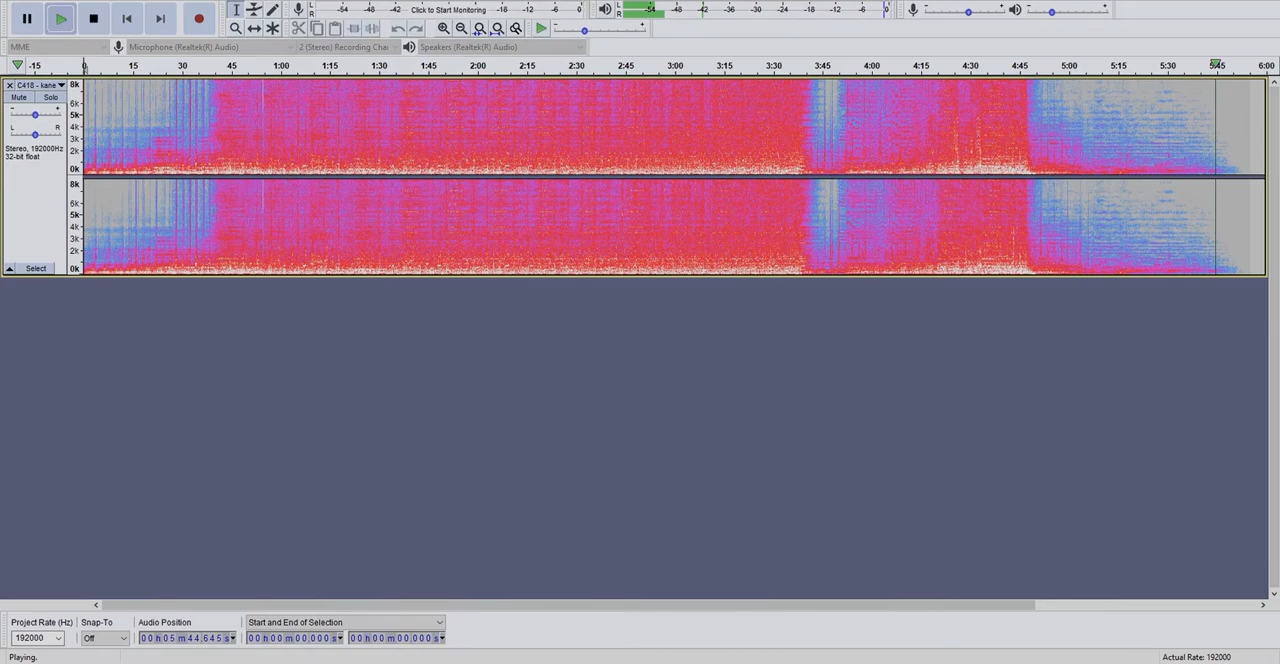 L R -54 -48 -42 Click to Start Monitoring -18 -12 -6 0 L R -54 -48 -42 -36 -30 -24 -18 -12 -6 0 - + - +
- +
MME Microphone (Realtek(R) Audio) 2 (Stereo) Recording Chai Speakers (Realtek(R) Audio)
-15 0 15 30 45 1:00 1:15 1:30 1:45 2:00 2:15 2:30 2:45 3:00 3:15 3:30 3:45 4:00 4:15 4:30 4:45 5:00 5:15 5:30 5:45 6:00
C418 - kane
Mute Solo
- +
L R
Stereo, 192000Hz
32-bit float
Select
8k
6k
5k
4k
3k
2k
0k
8k
6k
5k
4k
3k
2k
0k
Project Rate (Hz) Snap-To Audio Position Start and End of Selection
192000 Off 00 h 05 m 44.645 s 00 h 00 m 00.000 s 00 h 00 m 00.000 s
Playing. Actual Rate: 192000